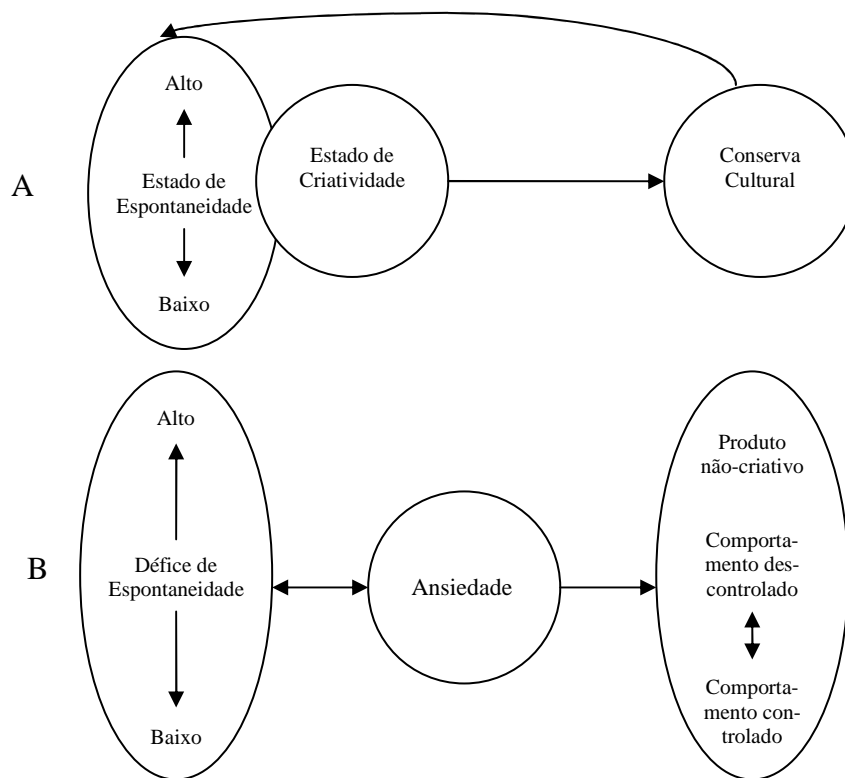 A
Alto
Estado de
Espontaneidade
Baixo
Estado de
Criatividade
Conserva
Cultural
B
Alto
Défice de
Espontaneidade
Baixo
Ansiedade
Produto
não-criativo
Comporta-
mento des-
controlado
Comporta-
mento con-
trolado